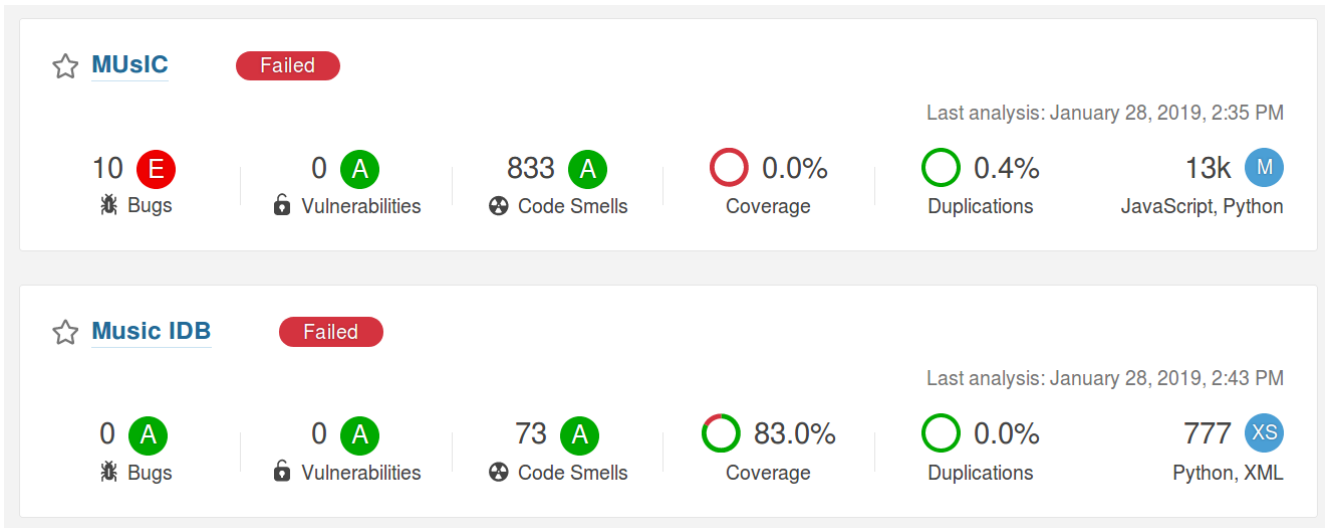 MUsIC Failed
Last analysis: January 28, 2019, 2:35 PM
10 E 0 A 833 A 0.0% 0.4% 13k M
Bugs Vulnerabilities Code Smells Coverage Duplications JavaScript, Python
Music IDB Failed
Last analysis: January 28, 2019, 2:43 PM
0 A 0 A 73 A 83.0% 0.0% 777 XS
Bugs Vulnerabilities Code Smells Coverage Duplications Python, XML